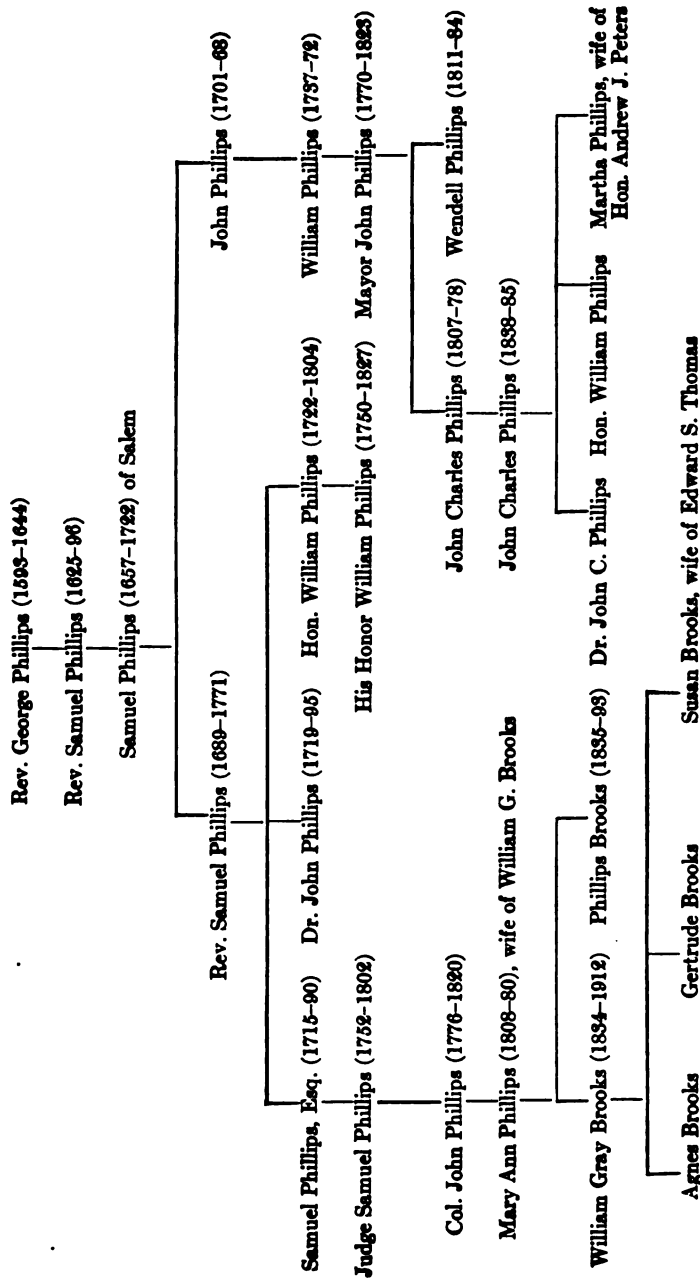 Rev. George Phillips (1593–1644)
Rev. Samuel Phillips (1625–96)
Samuel Phillips (1657–1722) of Salem
Rev. Samuel Phillips (1689–1771)
John Phillips (1701–68)
Samuel Phillips, Esq. (1715–90)
Dr. John Phillips (1719–95)
Hon. William Phillips (1722–1804)
William Phillips (1737–72)
Judge Samuel Phillips (1752–1802)
His Honor William Phillips (1750–1827)
Mayor John Phillips (1770–1823)
Col. John Phillips (1776–1820)
John Charles Phillips (1807–78)
Wendell Phillips (1811–84)
Mary Ann Phillips (1808–80), wife of William G. Brooks
John Charles Phillips (1838–85)
William Gray Brooks (1834–1912)
Phillips Brooks (1835–93)
Dr. John C. Phillips
Hon. William Phillips
Martha Phillips, wife of
Hon. Andrew J. Peters
Agnes Brooks
Gertrude Brooks
Susan Brooks, wife of Edward S. Thomas